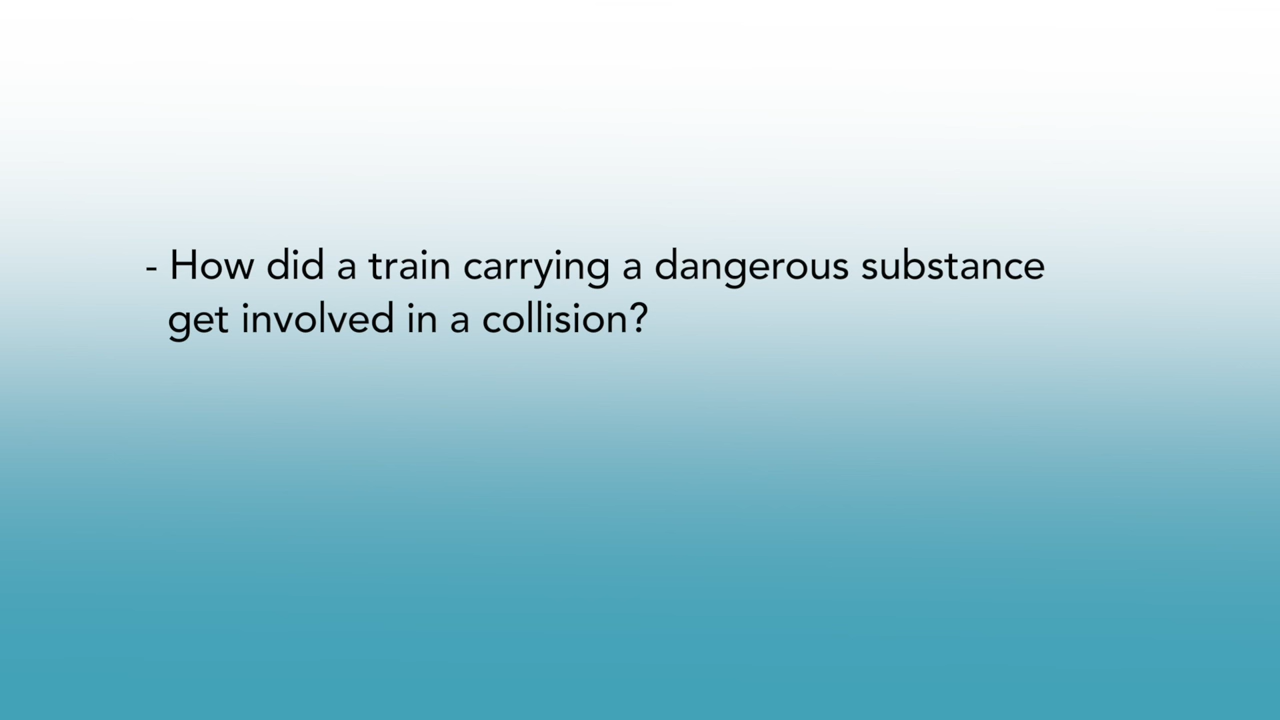 - How did a train carrying a dangerous substance
get involved in a collision?